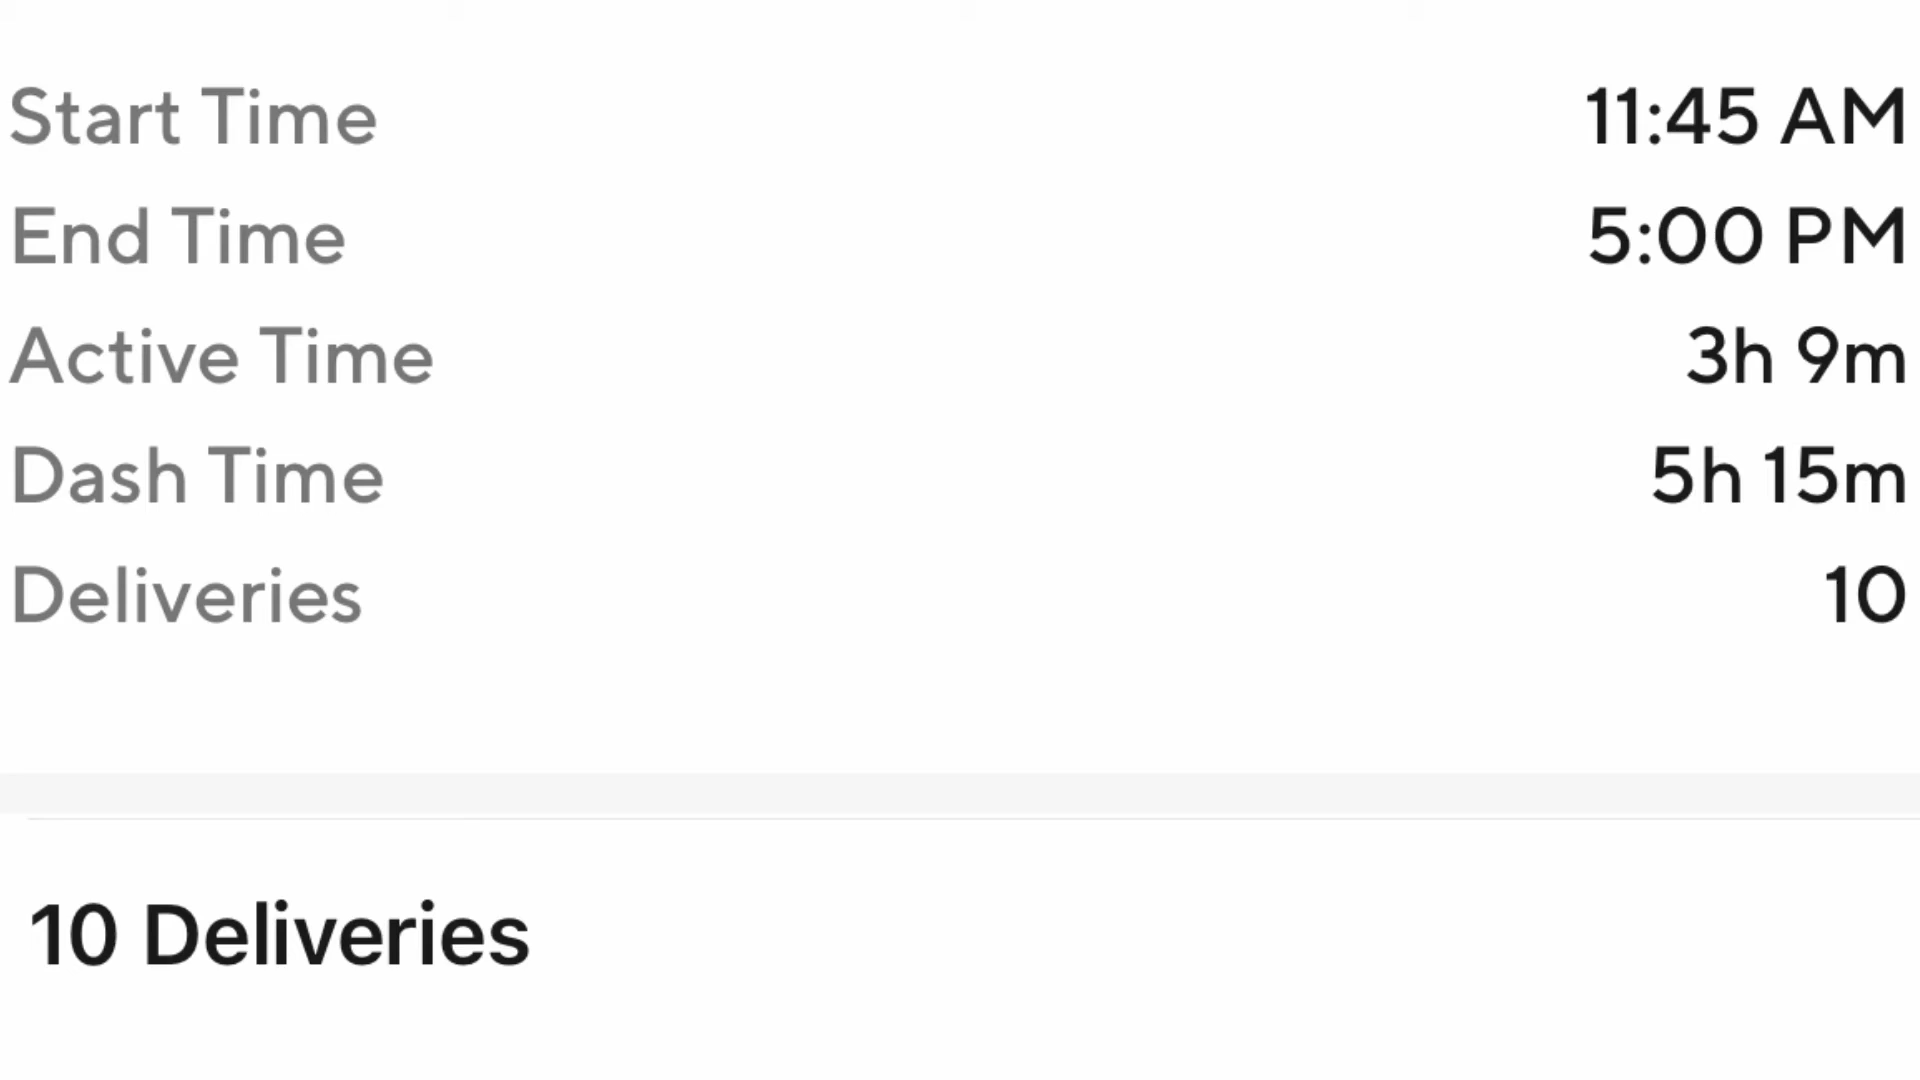 Start Time 11:45 AM
End Time 5:00 PM
Active Time 3h 9m
Dash Time 5h 15m
Deliveries 10
10 Deliveries